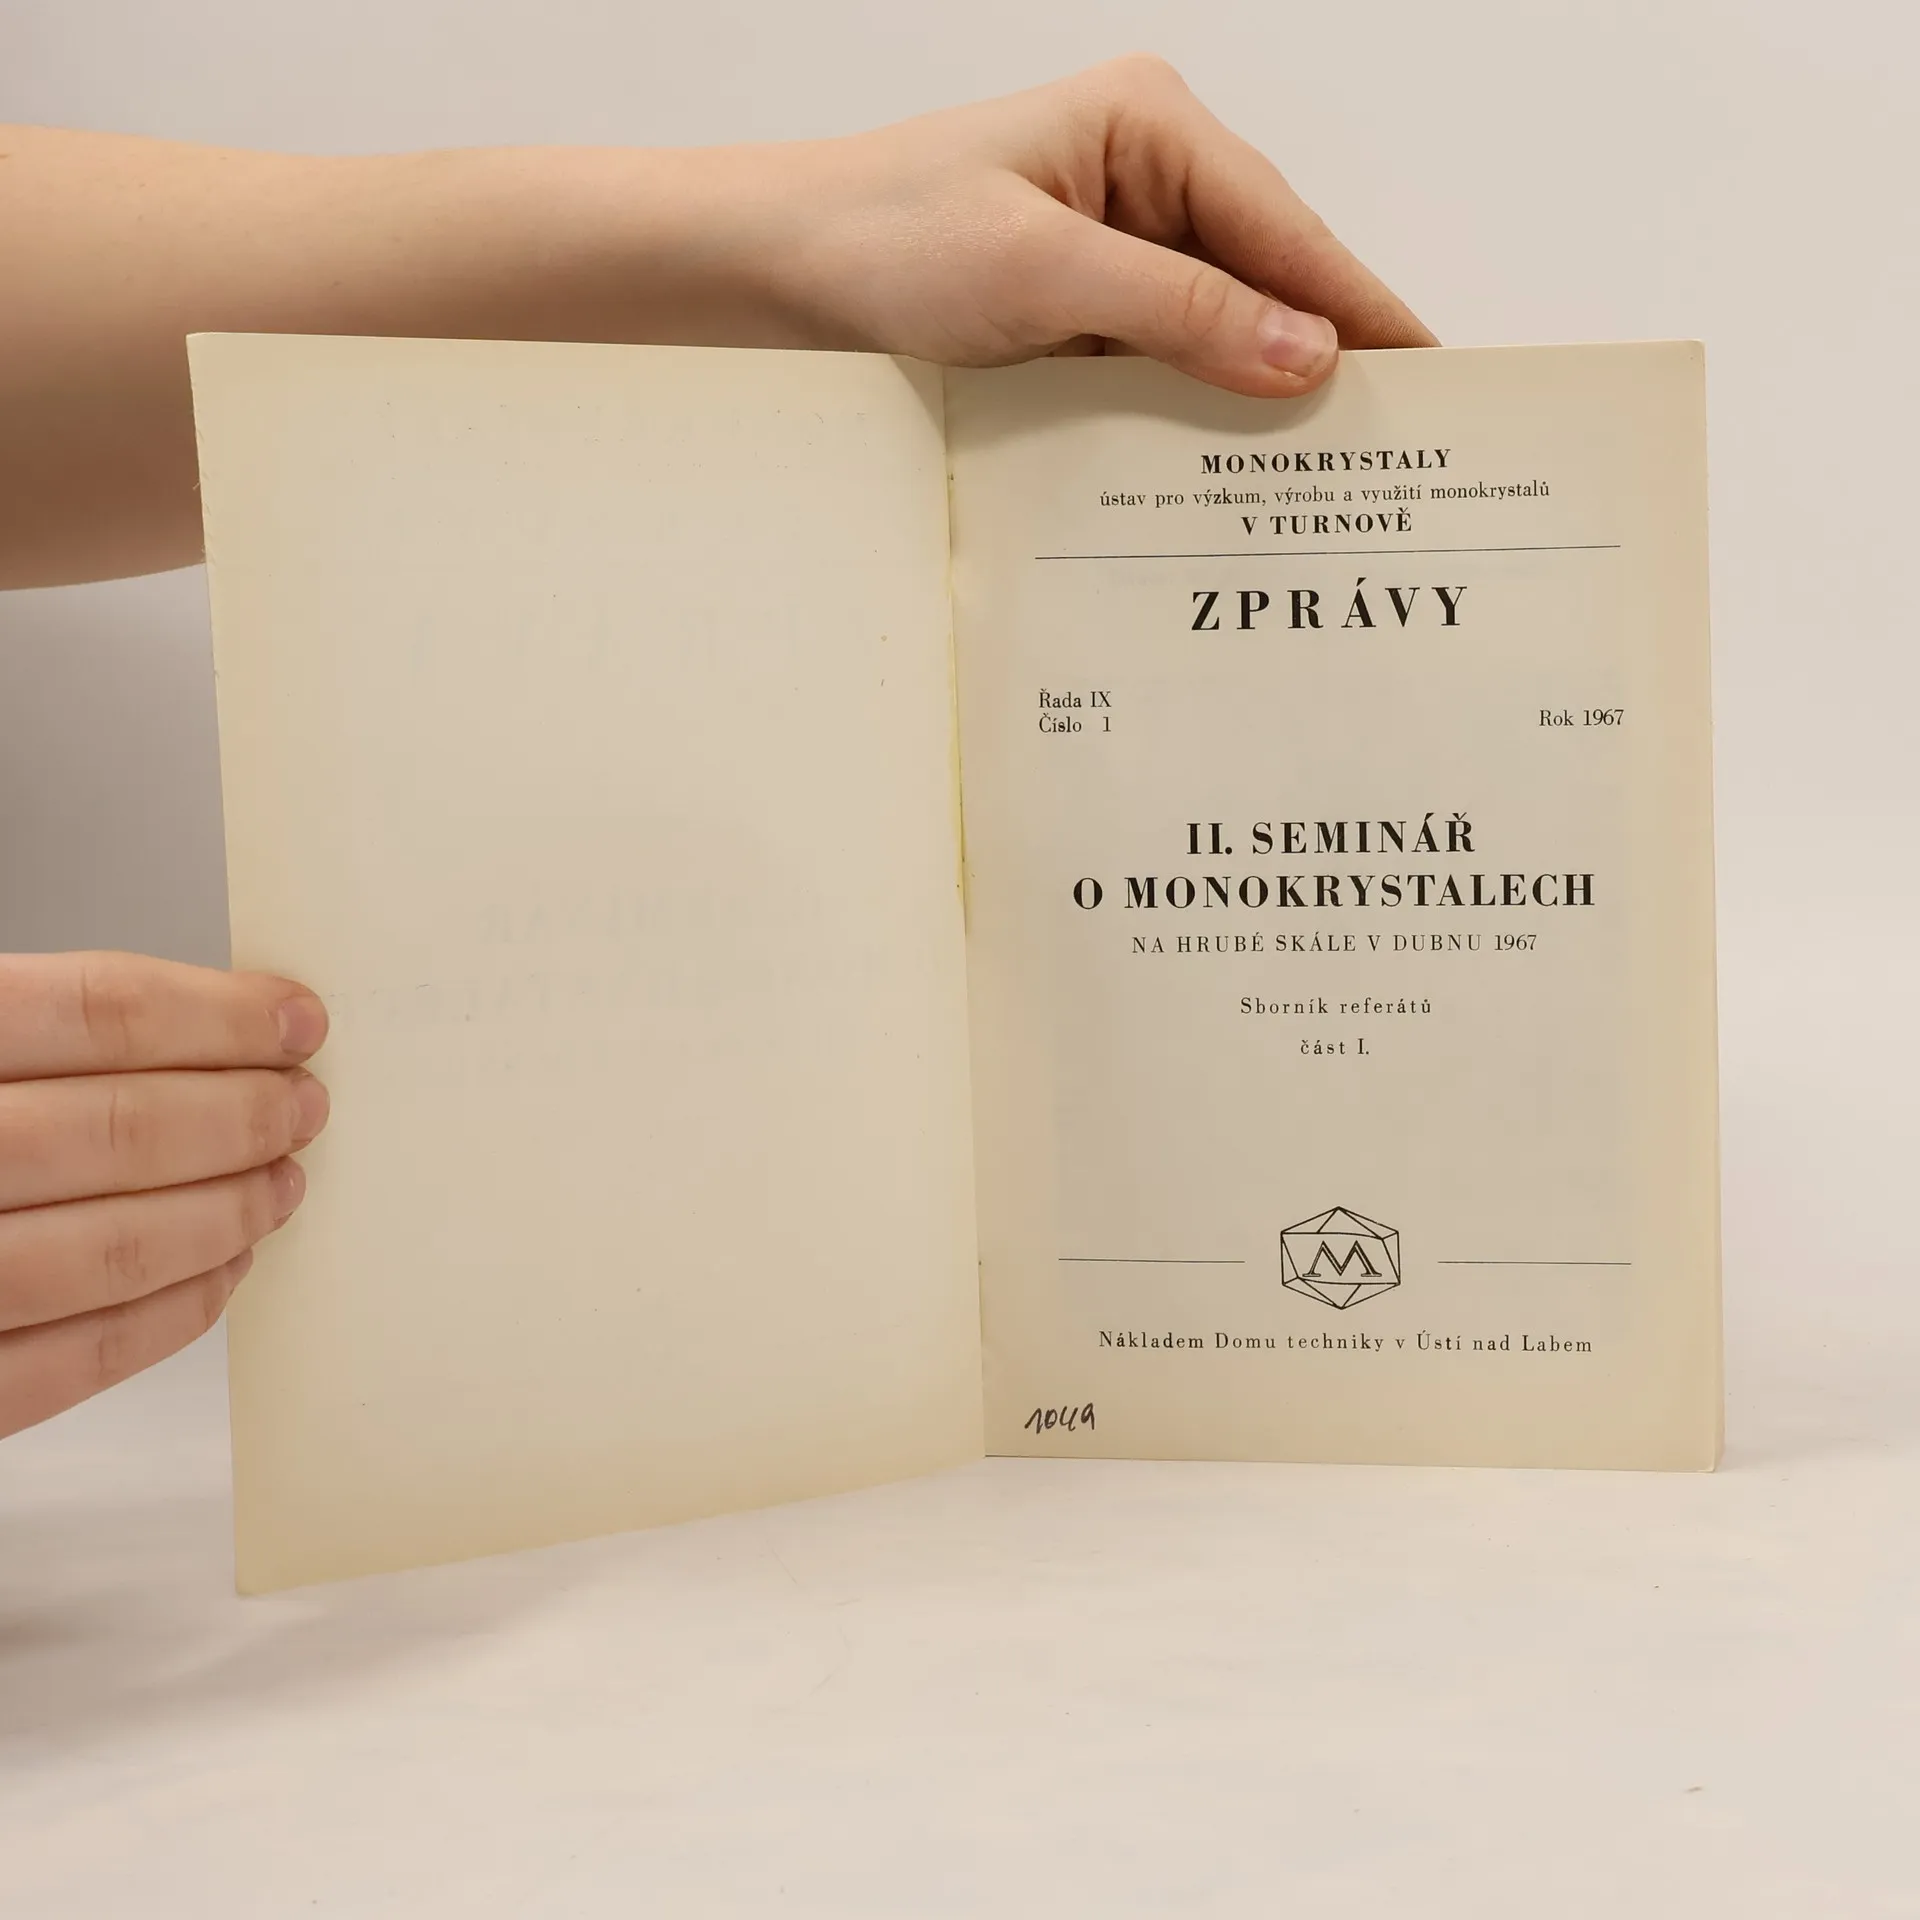 MONOKRYSTALY
ústav pro výzkum, výrobu a využití monokrystalů
V TURNOVĚ
ZPRÁVY
Řada IX
Číslo 1
Rok 1967
II. SEMINÁŘ
O MONOKRYSTALECH
NA HRUBÉ SKÁLE V DUBNU 1967
Sborník referátů
část I.
M
Nákladem Domu techniky v Ústí nad Labem
1049